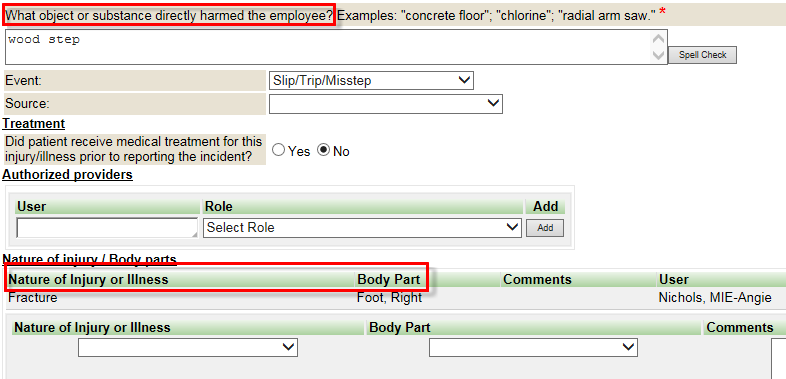 What object or substance directly harmed the employee? Examples: "concrete floor"; "chlorine"; "radial arm saw." *
wood step
Spell Check
Event: Slip/Trip/Misstep
Source:
Treatment
Did patient receive medical treatment for this
injury/illness prior to reporting the incident? Yes No
Authorized providers
User Role Add
Select Role Add
Nature of injury / Body parts
Nature of Injury or Illness Body Part Comments User
Fracture Foot, Right Nichols, MIE-Angie
Nature of Injury or Illness Body Part Comments